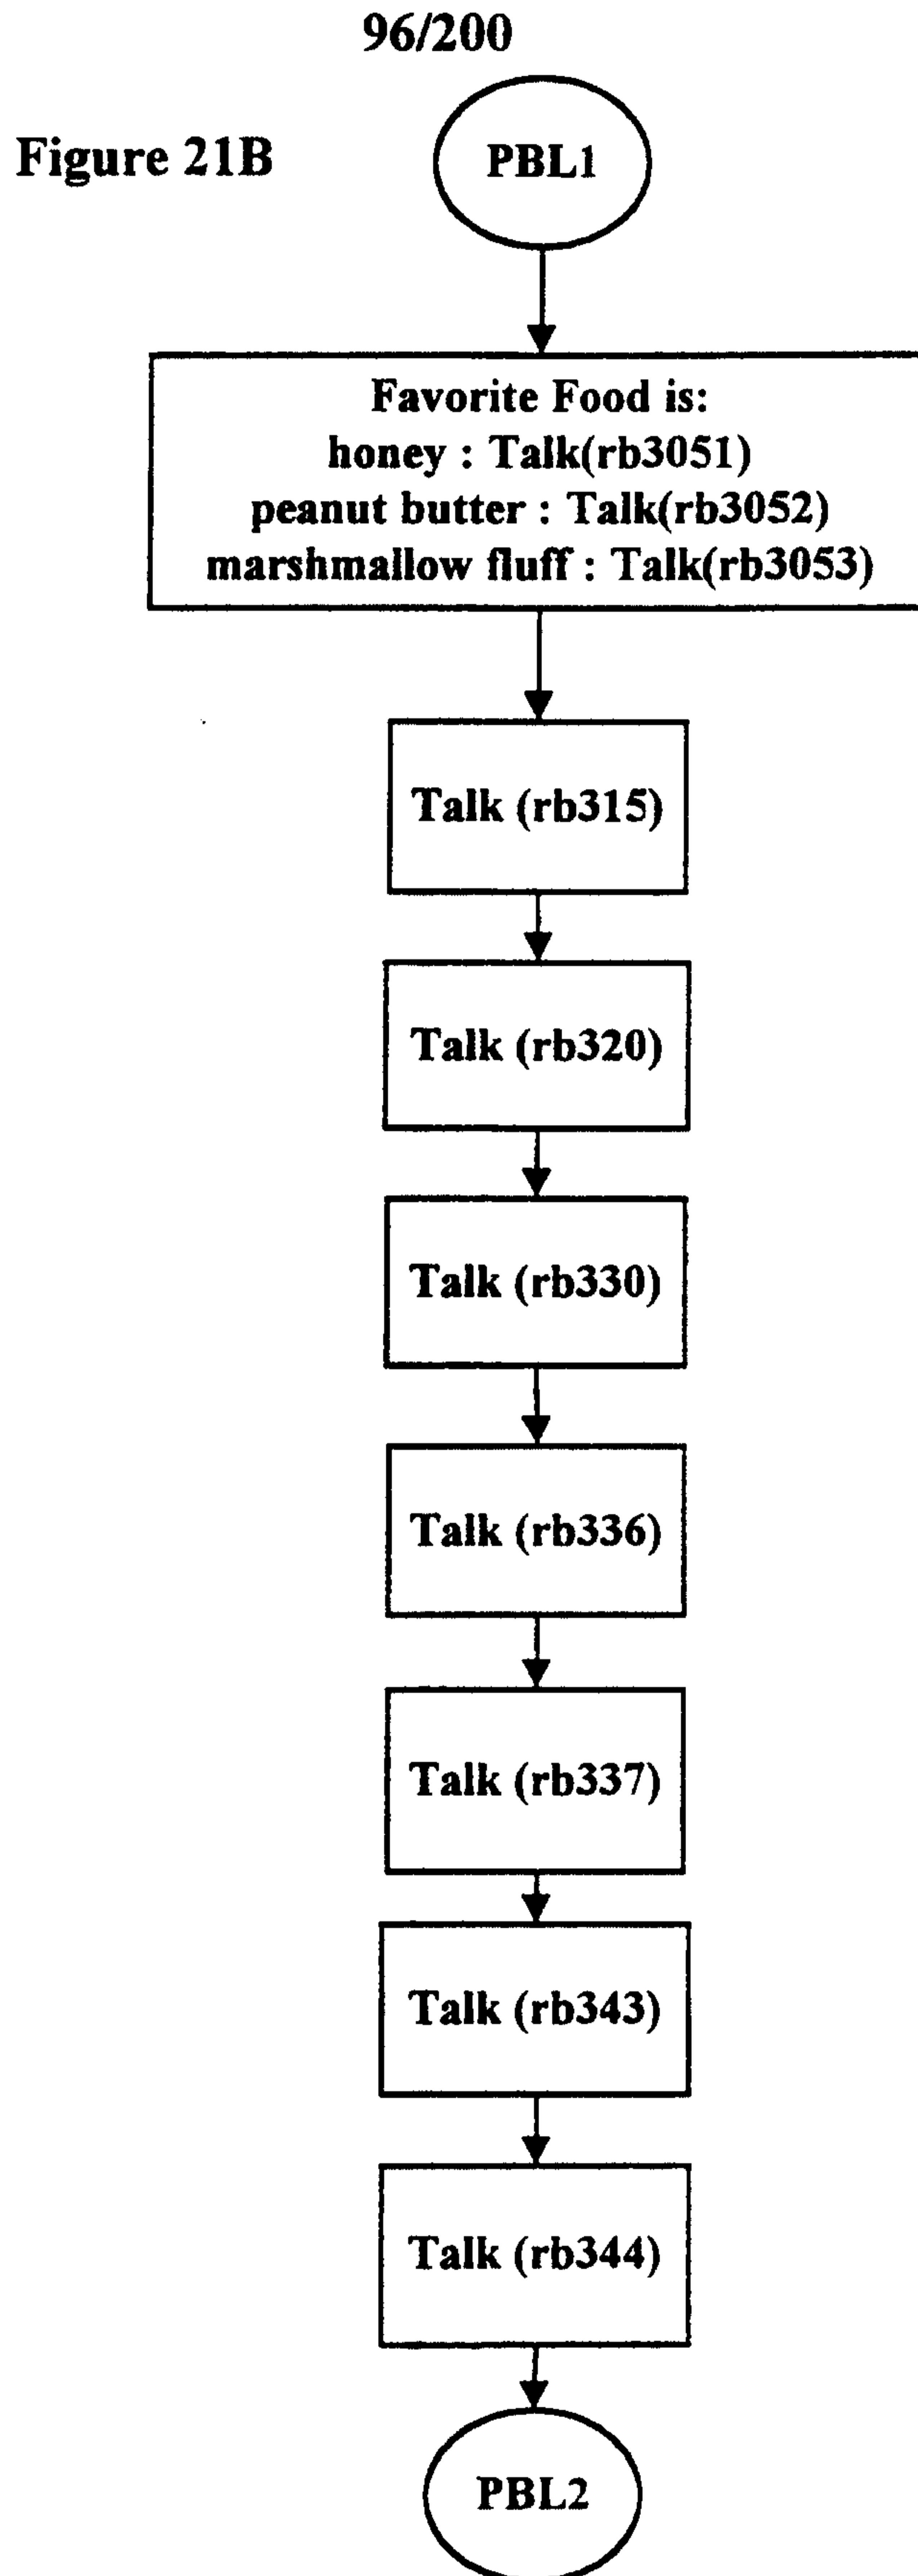 96/200
Figure 21B
PBL1
Favorite Food is:
honey : Talk(rb3051)
peanut butter : Talk(rb3052)
marshmallow fluff : Talk(rb3053)
Talk (rb315)
Talk (rb320)
Talk (rb330)
Talk (rb336)
Talk (rb337)
Talk (rb343)
Talk (rb344)
PBL2